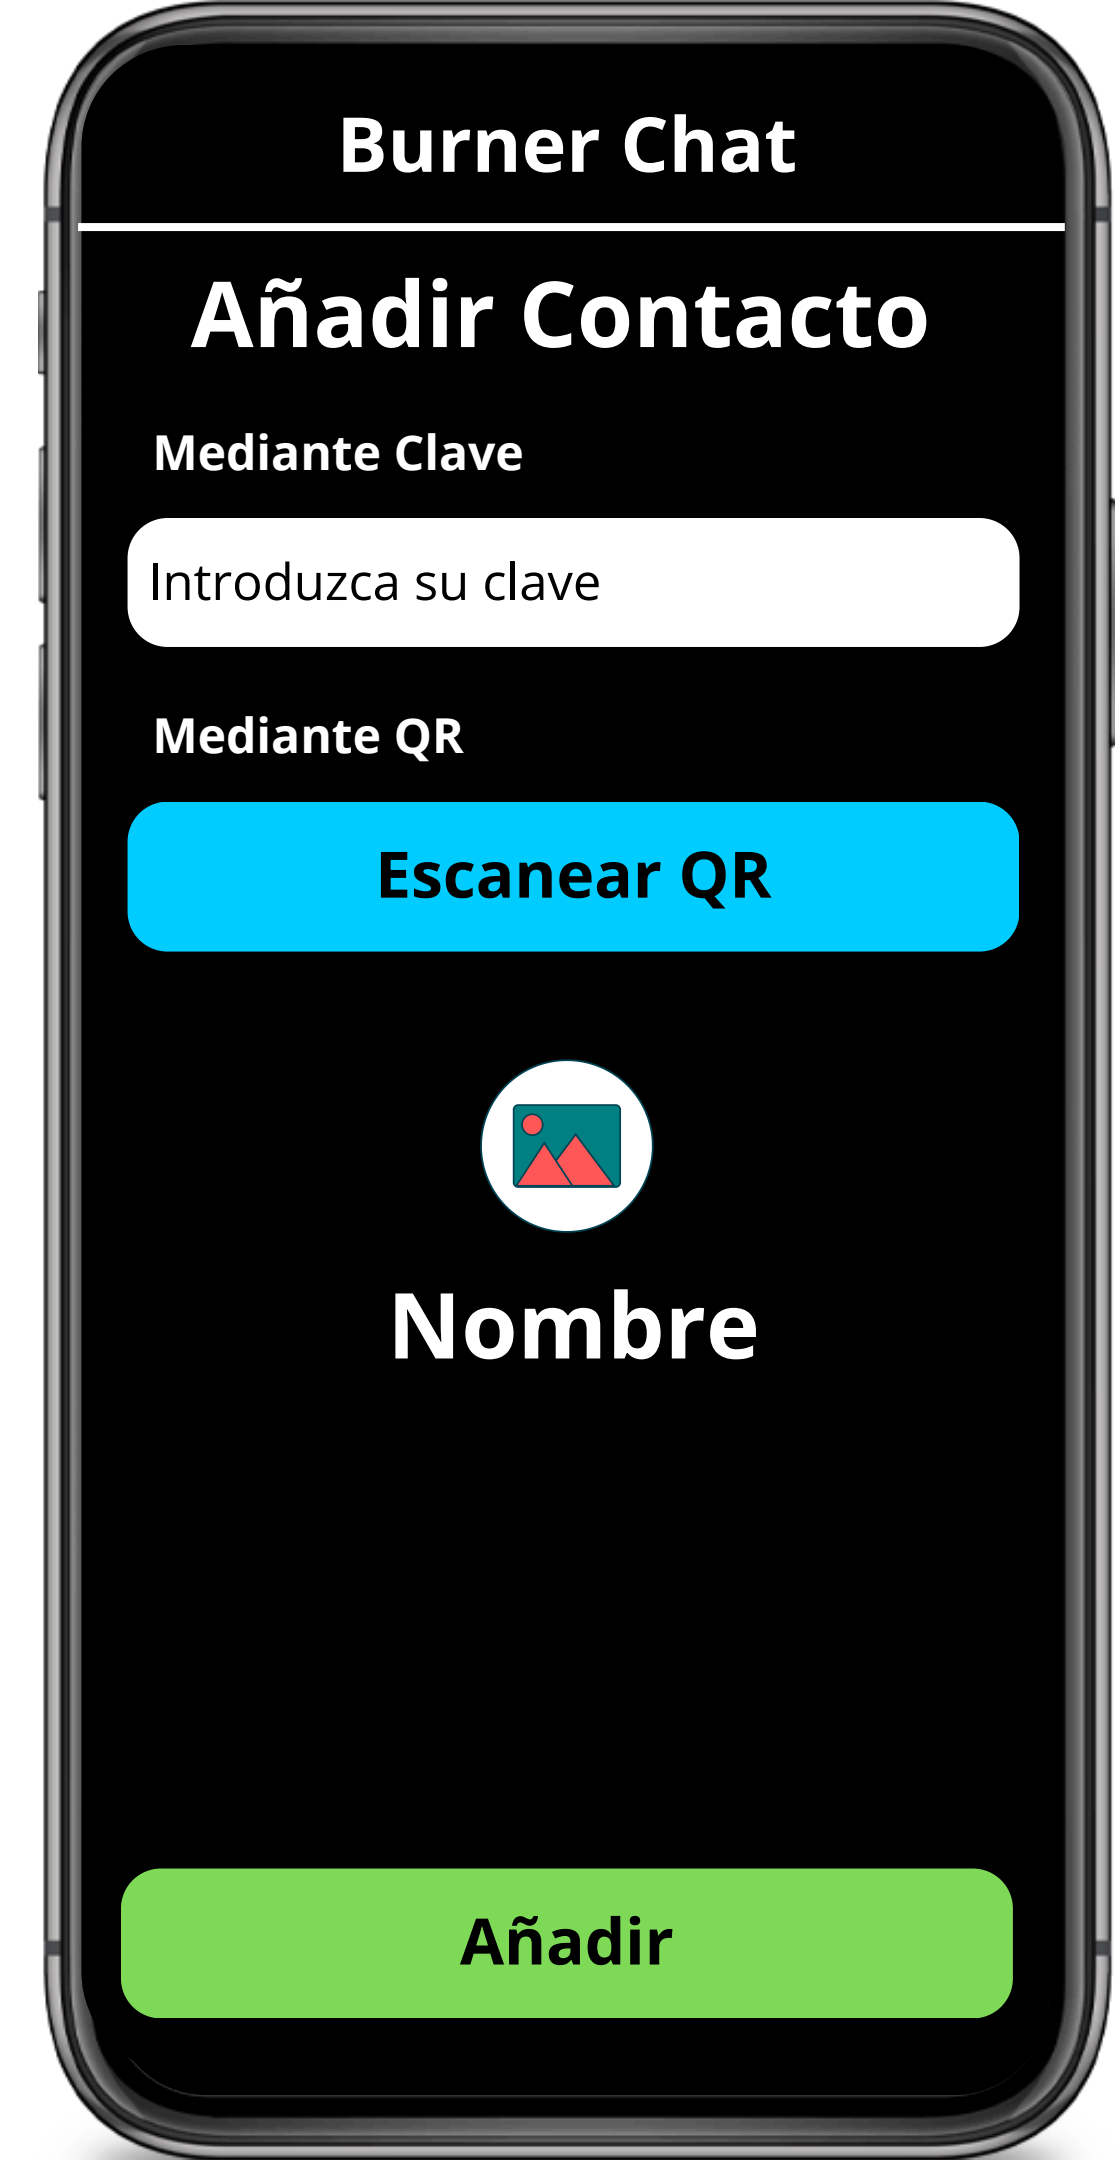 Burner Chat
Añadir Contacto
Mediante Clave
Introduzca su clave
Mediante QR
Escanear QR
Nombre
Añadir